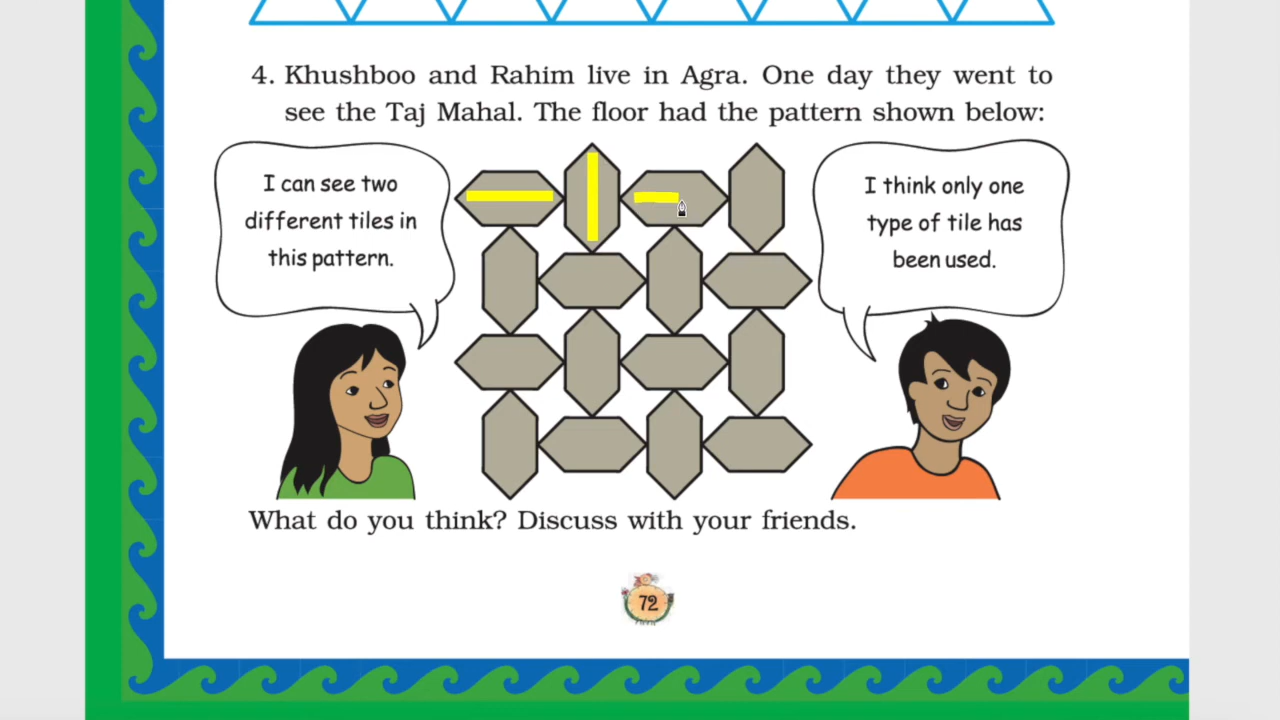 4. Khushboo and Rahim live in Agra. One day they went to
see the Taj Mahal. The floor had the pattern shown below:
I can see two
different tiles in
this pattern.
I think only one
type of tile has
been used.
What do you think? Discuss with your friends.
72